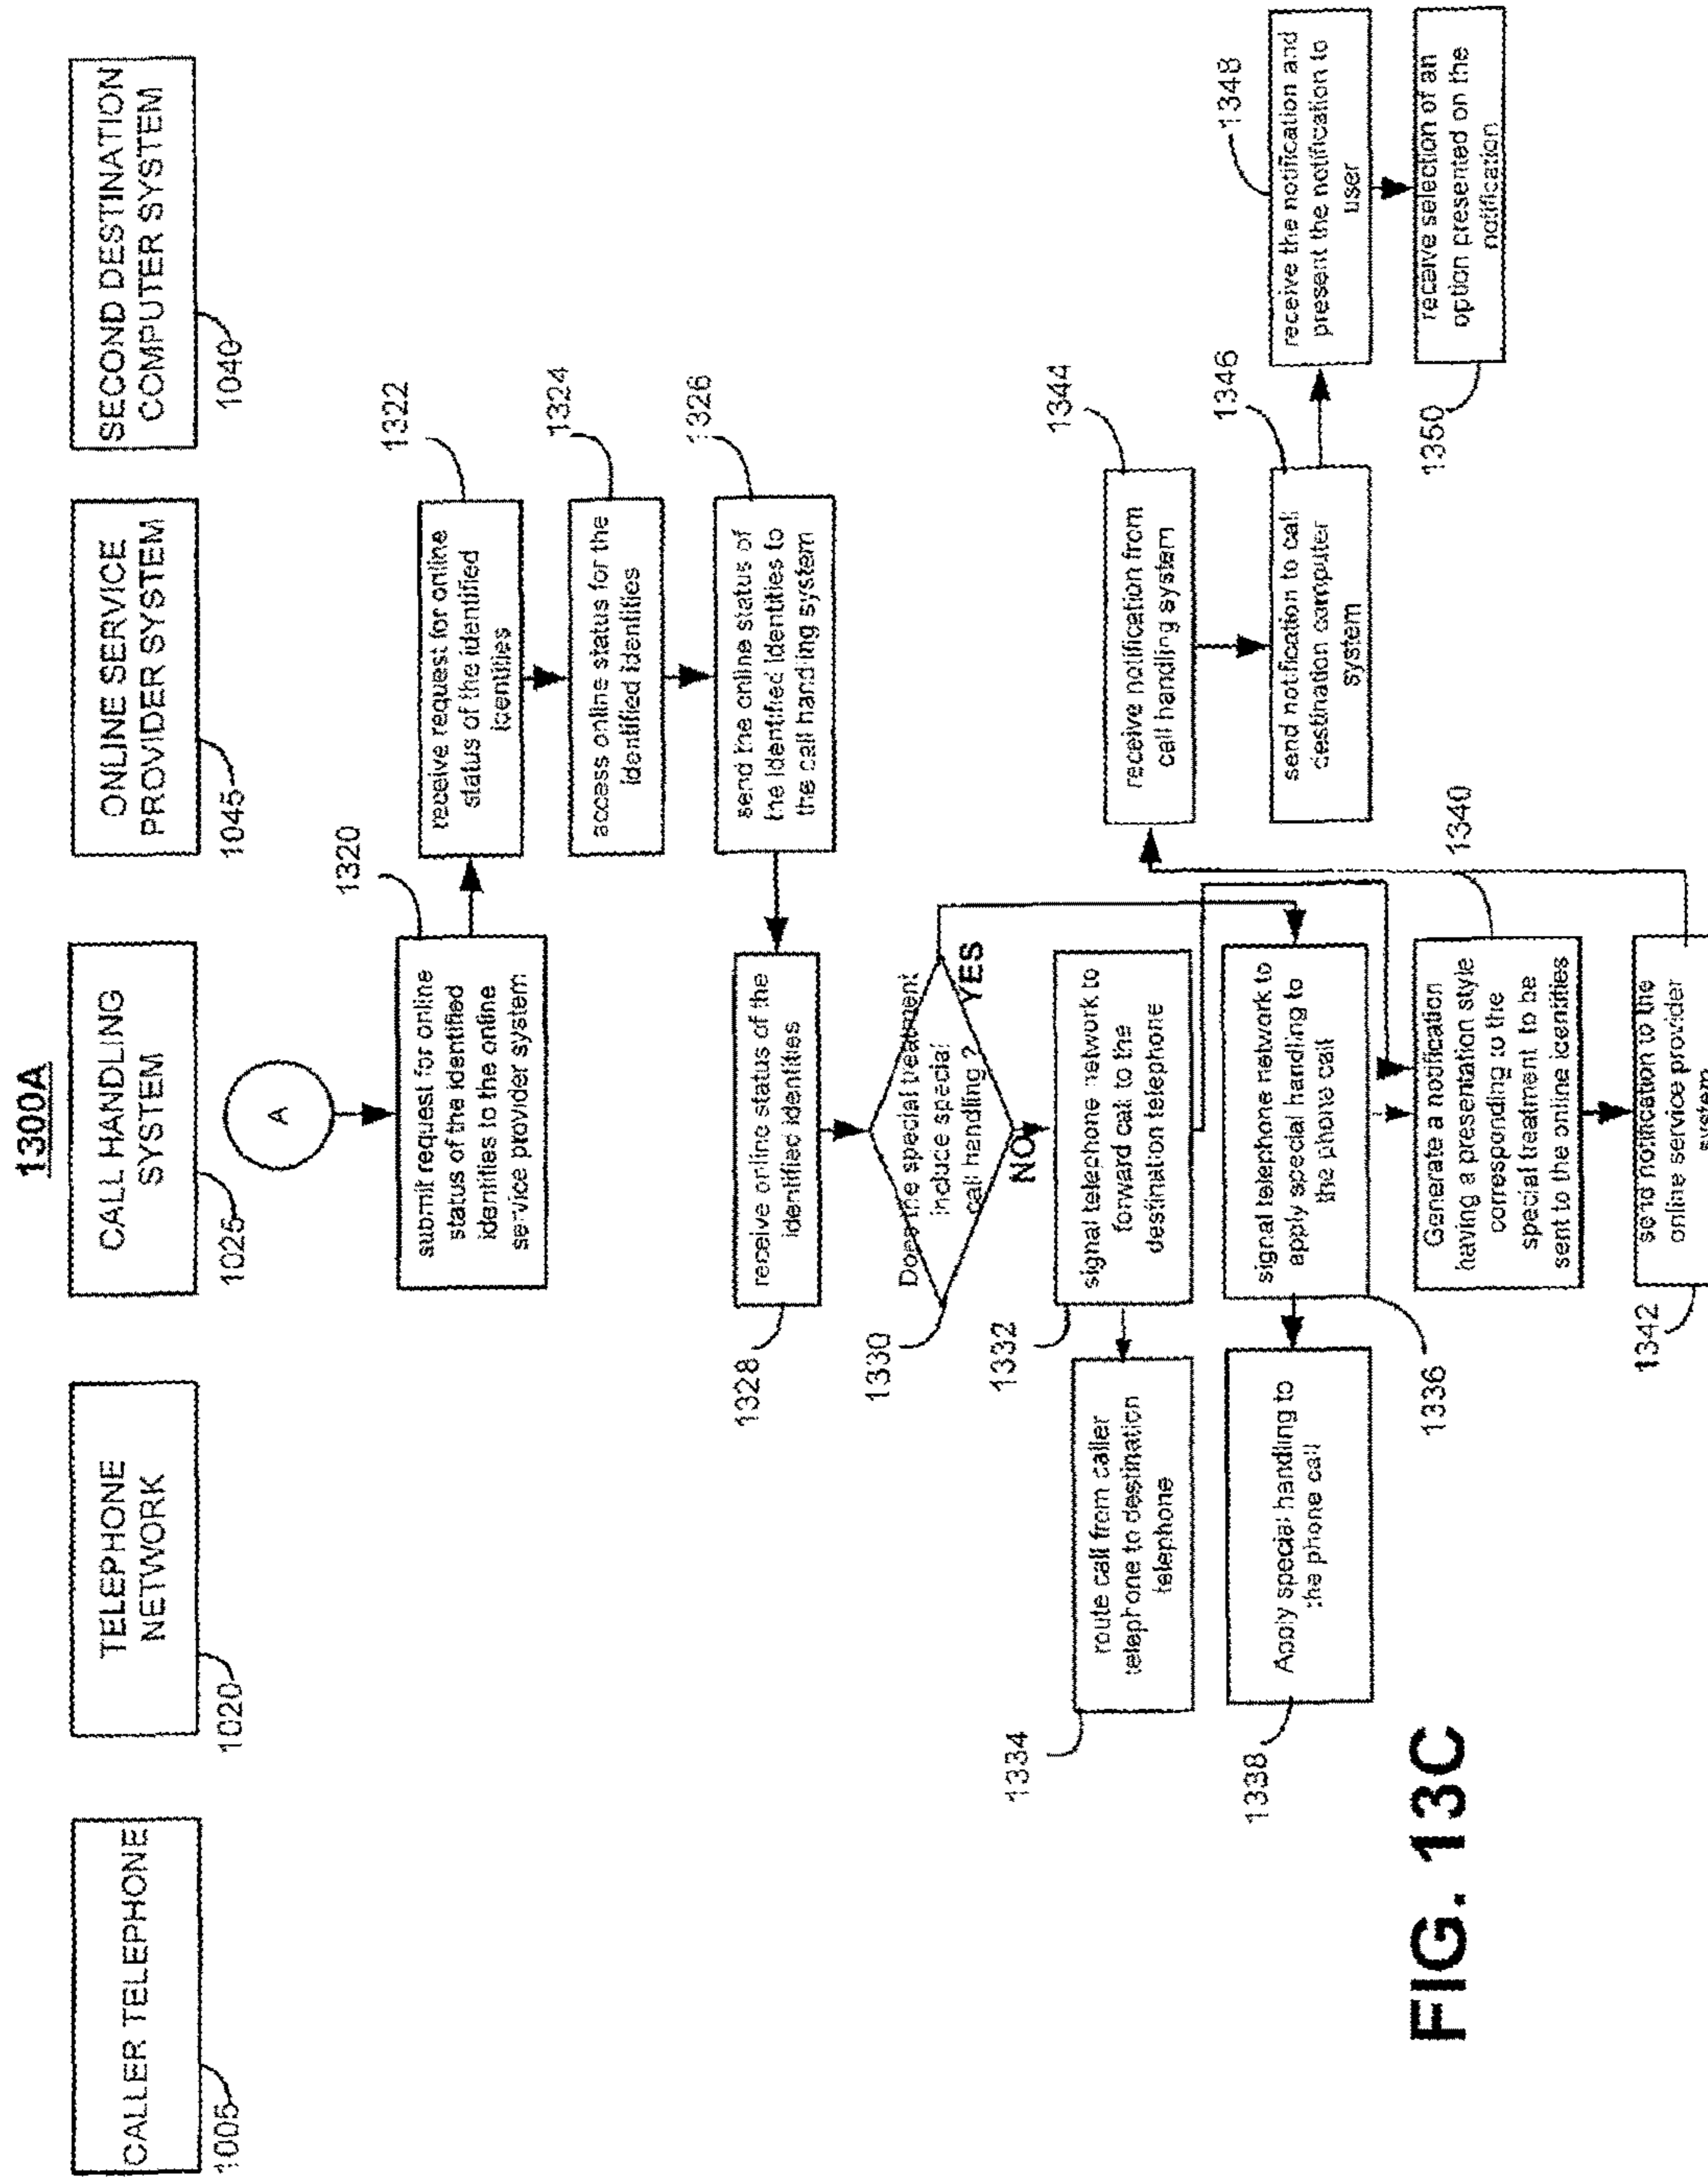 1300A
CALLER TELEPHONE
1005
TELEPHONE
NETWORK
1020
CALL HANDLING
SYSTEM
1025
ONLINE SERVICE
PROVIDER SYSTEM
1045
SECOND DESTINATION
COMPUTER SYSTEM
1040
A
submit request for online
status of the identified
identities to the online
service provider system
1320
receive request for online
status of the identified
identities
1322
access online status for the
identified identities
1324
send the online status of
the identified identities to
the call handling system
1326
receive online status of the
identified identities
1328
Does the special treatment
include special
call handling ?
1330
YES
NO
signal telephone network to
forward call to the
destination telephone
1332
route call from caller
telephone to destination
telephone
1334
signal telephone network to
apply special handling to
the phone call
1336
Apply special handling to
the phone call
1338
Generate a notification
having a presentation style
corresponding to the
special treatment to be
sent to the online identities
1340
send notification to the
online service provider
system
1342
receive notification from
call handling system
1344
send notification to call
destination computer
system
1346
receive the notification and
present the notification to
user
1348
receive selection of an
option presented on the
notification
1350
FIG. 13C